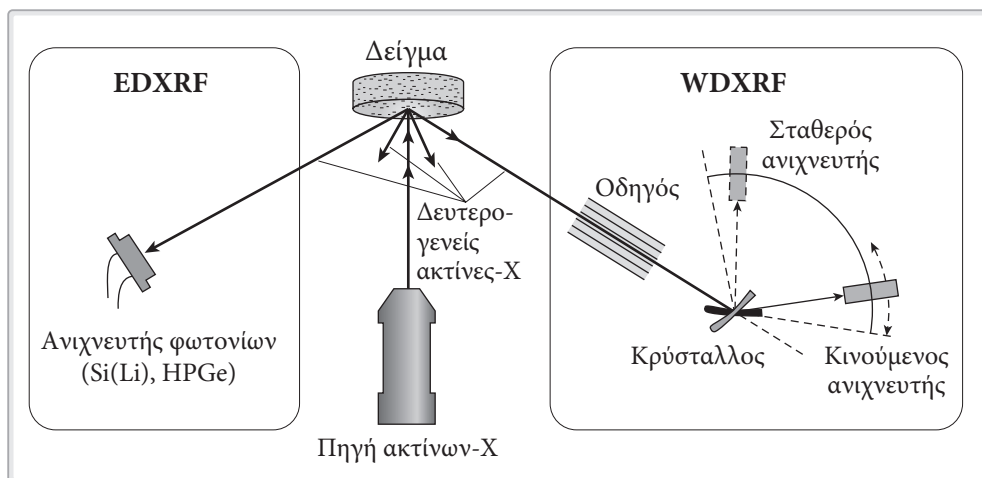 Δείγμα
EDXRF
WDXRF
Σταθερός
ανιχνευτής
Οδηγός
Δευτερο-
γενείς
ακτίνες-Χ
Ανιχνευτής φωτονίων
(Si(Li), HPGe)
Κρύσταλλος
Κινούμενος
ανιχνευτής
Πηγή ακτίνων-Χ